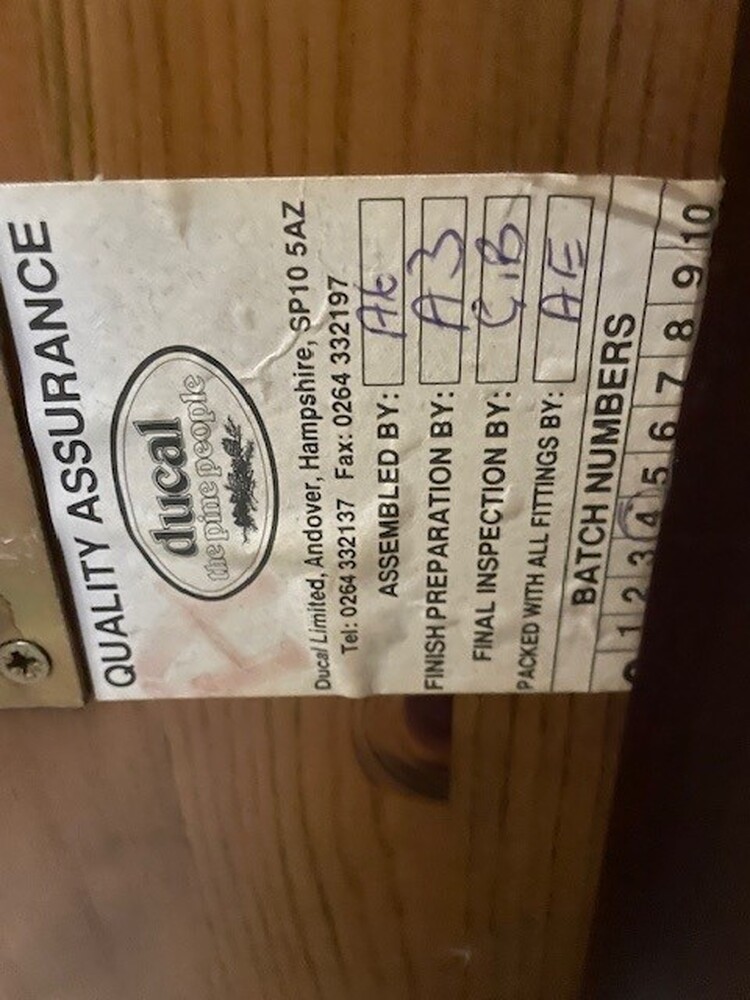 QUALITY ASSURANCE
ducal
the pine people
Ducal Limited, Andover, Hampshire, SP10 5AZ
Tel: 0264 332137 Fax: 0264 332197
ASSEMBLED BY:
FINISH PREPARATION BY: A3
FINAL INSPECTION BY:
PACKED WITH ALL FITTINGS BY: AE
BATCH NUMBERS
1 2 3 4 5 6 7 8 9 10